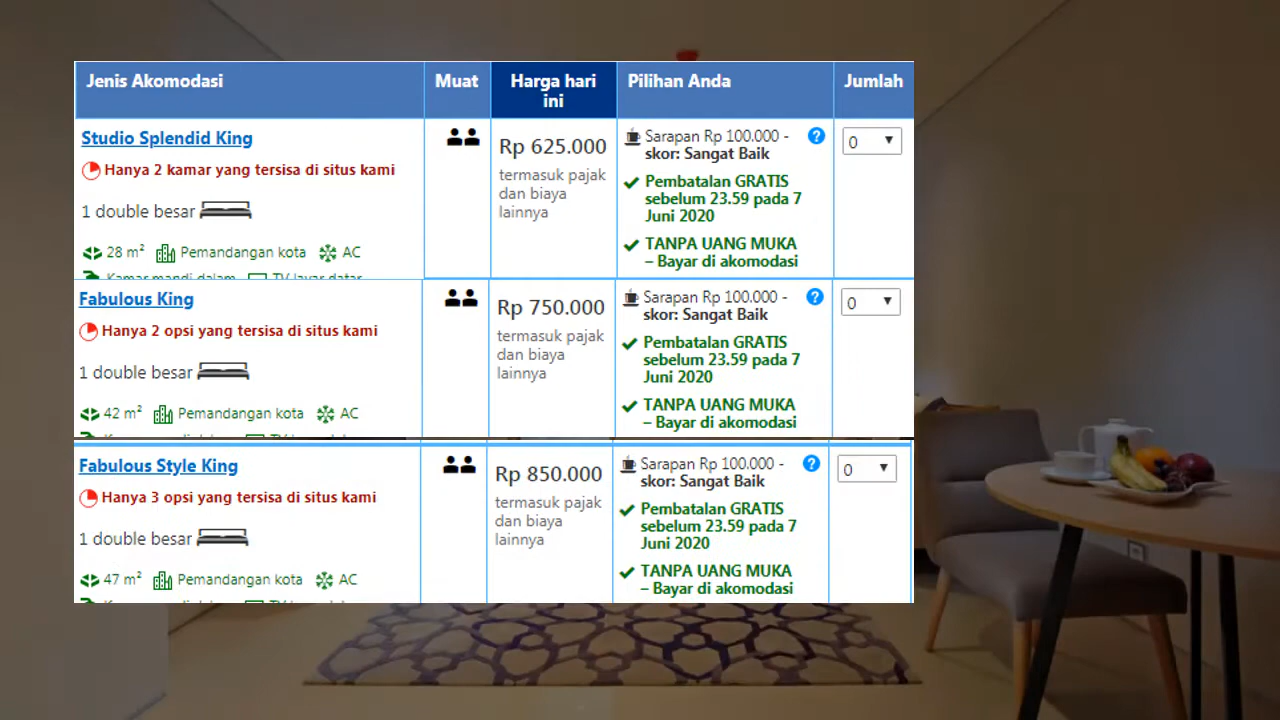 Jenis Akomodasi
Muat
Harga hari
ini
Pilihan Anda
Jumlah
Studio Splendid King
Hanya 2 kamar yang tersisa di situs kami
1 double besar
28 m² Pemandangan kota AC
Kamar mandi dalam TV layar datar
Rp 625.000
termasuk pajak
dan biaya
lainnya
Sarapan Rp 100.000 -
skor: Sangat Baik
?
Pembatalan GRATIS
sebelum 23.59 pada 7
Juni 2020
TANPA UANG MUKA
– Bayar di akomodasi
0
Fabulous King
Hanya 2 opsi yang tersisa di situs kami
1 double besar
42 m² Pemandangan kota AC
Rp 750.000
termasuk pajak
dan biaya
lainnya
Sarapan Rp 100.000 -
skor: Sangat Baik
?
Pembatalan GRATIS
sebelum 23.59 pada 7
Juni 2020
TANPA UANG MUKA
– Bayar di akomodasi
0
Fabulous Style King
Hanya 3 opsi yang tersisa di situs kami
1 double besar
47 m² Pemandangan kota AC
Rp 850.000
termasuk pajak
dan biaya
lainnya
Sarapan Rp 100.000 -
skor: Sangat Baik
?
Pembatalan GRATIS
sebelum 23.59 pada 7
Juni 2020
TANPA UANG MUKA
– Bayar di akomodasi
0